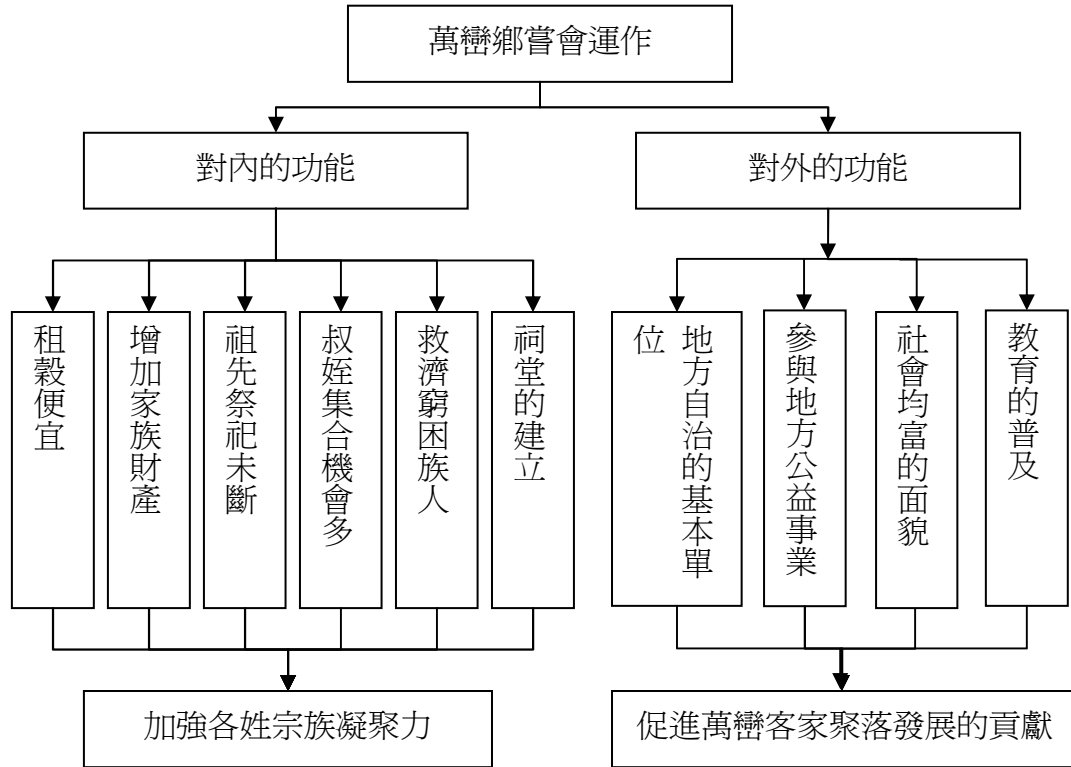 萬巒鄉嘗會運作
對內的功能
對外的功能
租穀便宜
增加家族財產
祖先祭祀未斷
叔姪集合機會多
救濟窮困族人
祠堂的建立
地方自治的基本單
位
參與地方公益事業
社會均富的面貌
教育的普及
加強各姓宗族凝聚力
促進萬巒客家聚落發展的貢獻